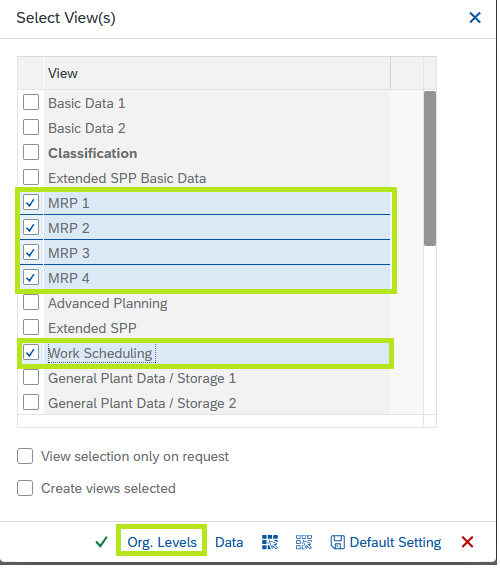 Select View(s)
View
Basic Data 1
Basic Data 2
Classification
Extended SPP Basic Data
MRP 1
MRP 2
MRP 3
MRP 4
Advanced Planning
Extended SPP
Work Scheduling
General Plant Data / Storage 1
General Plant Data / Storage 2
View selection only on request
Create views selected
Org. Levels Data Default Setting